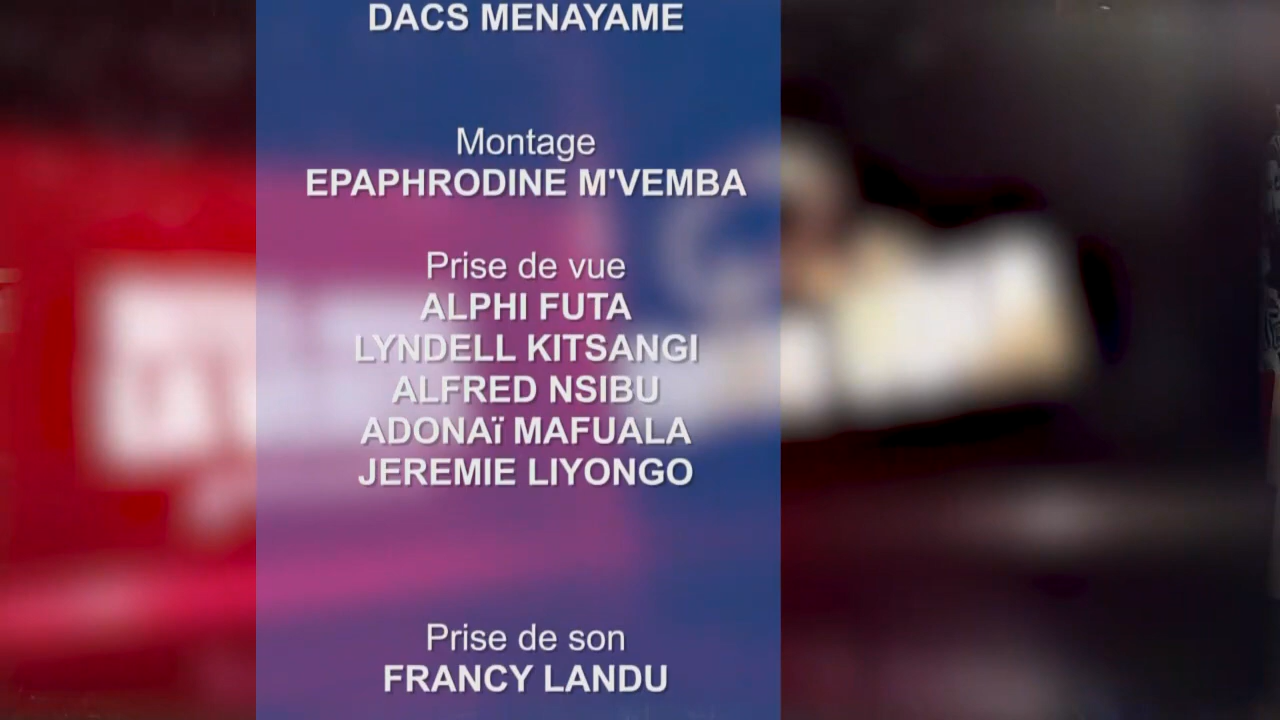 DACS MENAYAME
Montage
EPAPHRODINE M'VEMBA
Prise de vue
ALPHI FUTA
LYNDELL KITSANGI
ALFRED NSIBU
ADONAï MAFUALA
JEREMIE LIYONGO
Prise de son
FRANCY LANDU